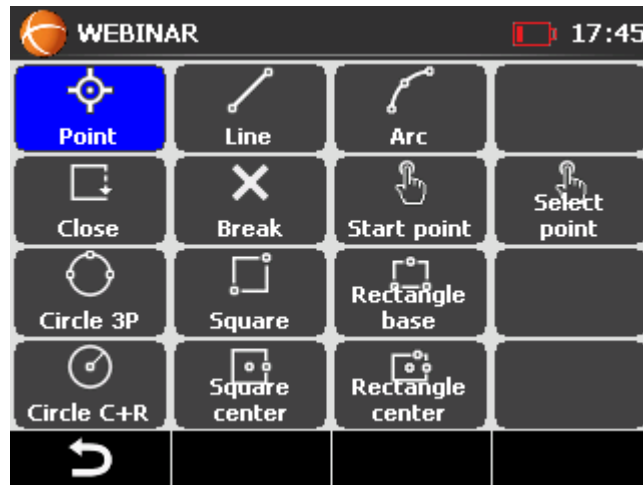 WEBINAR 17:45
Point Line Arc
Close Break Start point Select
point
Circle 3P Square Rectangle
base
Circle C+R Square
center Rectangle
center